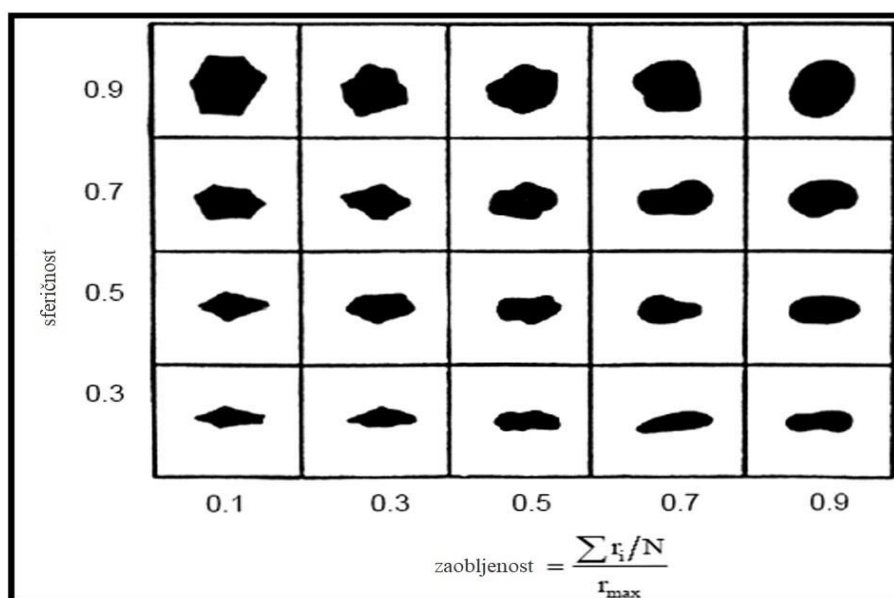 0.9
0.7
0.5
0.3
sferičnost
0.1 0.3 0.5 0.7 0.9
zaobljenost = ∑ rᵢ/N / r_max